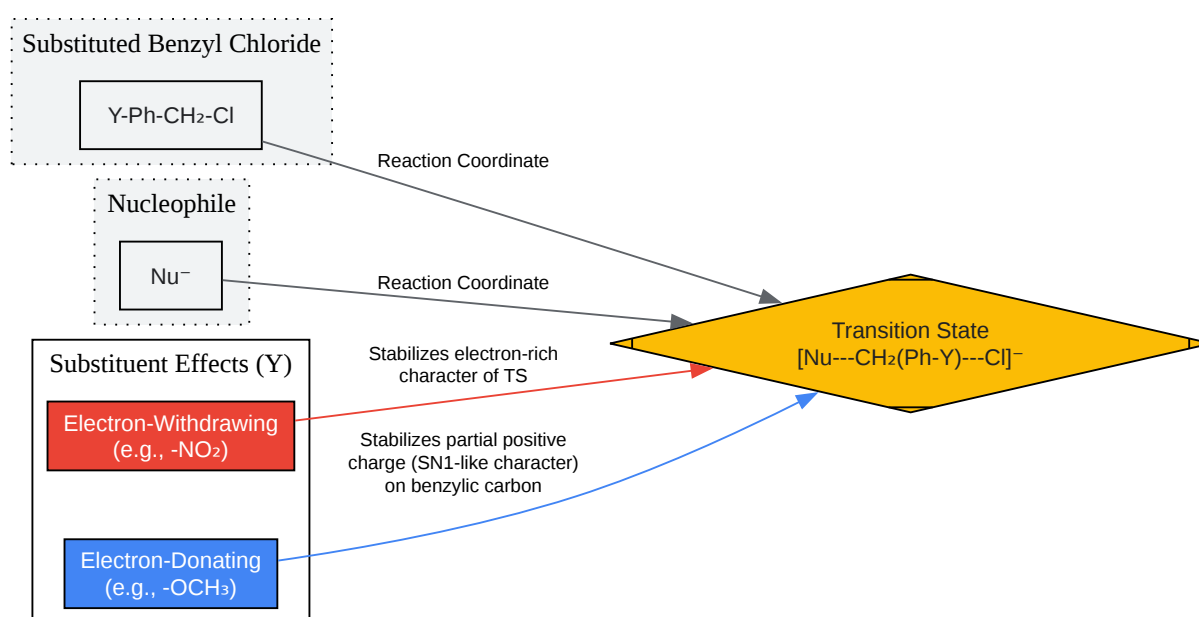 Substituted Benzyl Chloride
Y-Ph-CH₂-Cl
Reaction Coordinate
Nucleophile
Nu⁻
Reaction Coordinate
Transition State
[Nu---CH₂(Ph-Y)---Cl]⁻
Substituent Effects (Y)
Electron-Withdrawing
(e.g., -NO₂)
Stabilizes electron-rich
character of TS
Stabilizes partial positive
charge (SN1-like character)
on benzylic carbon
Electron-Donating
(e.g., -OCH₃)